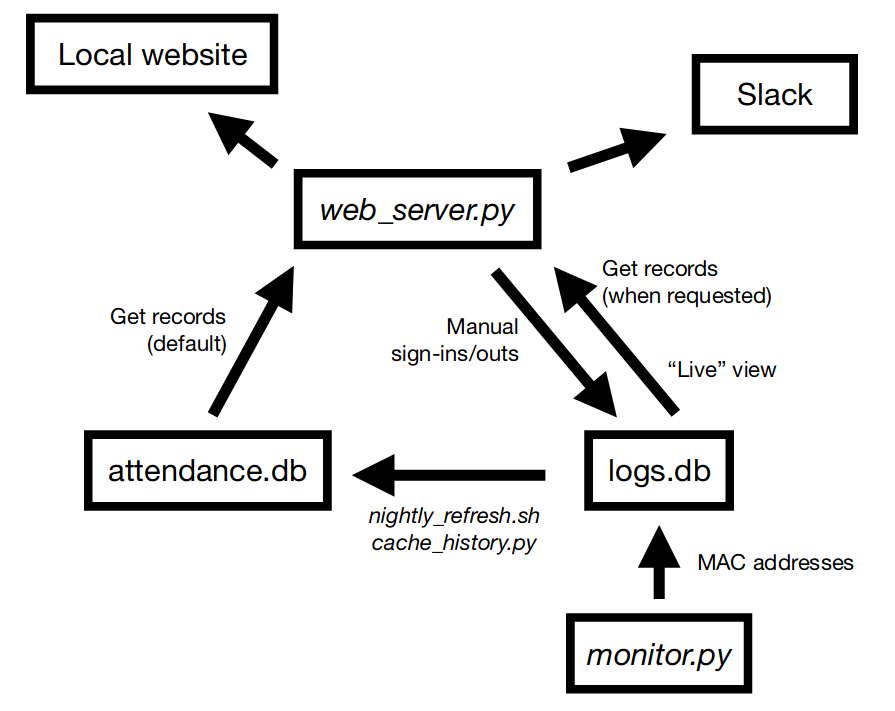 Local website
Slack
web_server.py
Get records
(when requested)
Get records
(default)
Manual
sign-ins/outs
“Live” view
attendance.db
logs.db
nightly_refresh.sh
cache_history.py
MAC addresses
monitor.py